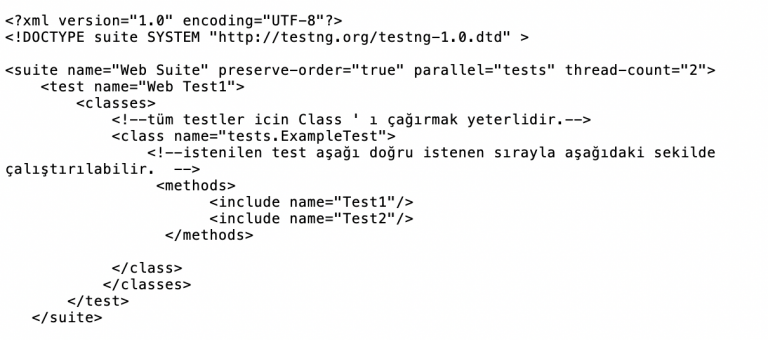 <?xml version="1.0" encoding="UTF-8"?>
<!DOCTYPE suite SYSTEM "http://testng.org/testng-1.0.dtd" >
<suite name="Web Suite" preserve-order="true" parallel="tests" thread-count="2">
<test name="Web Test1">
<classes>
<!--tüm testler icin Class ' ı çağırmak yeterlidir.-->
<class name="tests.ExampleTest">
<!--istenilen test aşağı doğru istenen sırayla aşağıdaki sekilde
çalıştırılabilir.  -->
<methods>
<include name="Test1"/>
<include name="Test2"/>
</methods>
</class>
</classes>
</test>
</suite>